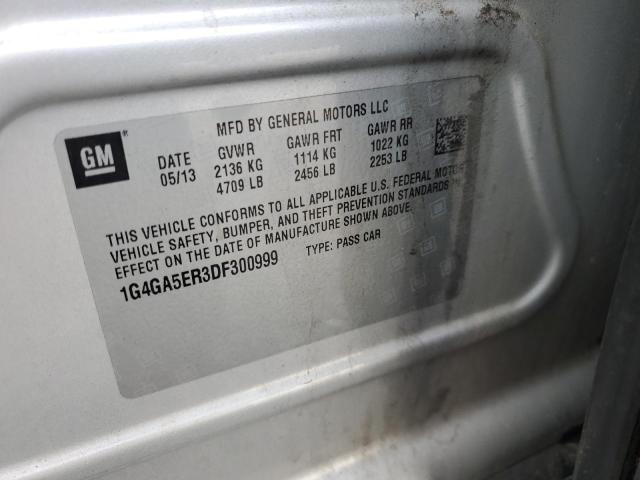 GM
MFD BY GENERAL MOTORS LLC
DATE GVWR GAWR FRT GAWR RR
05/13 2136 KG 1114 KG 1022 KG
4709 LB 2456 LB 2253 LB
THIS VEHICLE CONFORMS TO ALL APPLICABLE U.S. FEDERAL MOTOR
VEHICLE SAFETY, BUMPER, AND THEFT PREVENTION STANDARDS IN
EFFECT ON THE DATE OF MANUFACTURE SHOWN ABOVE.
1G4GA5ER3DF300999 TYPE: PASS CAR